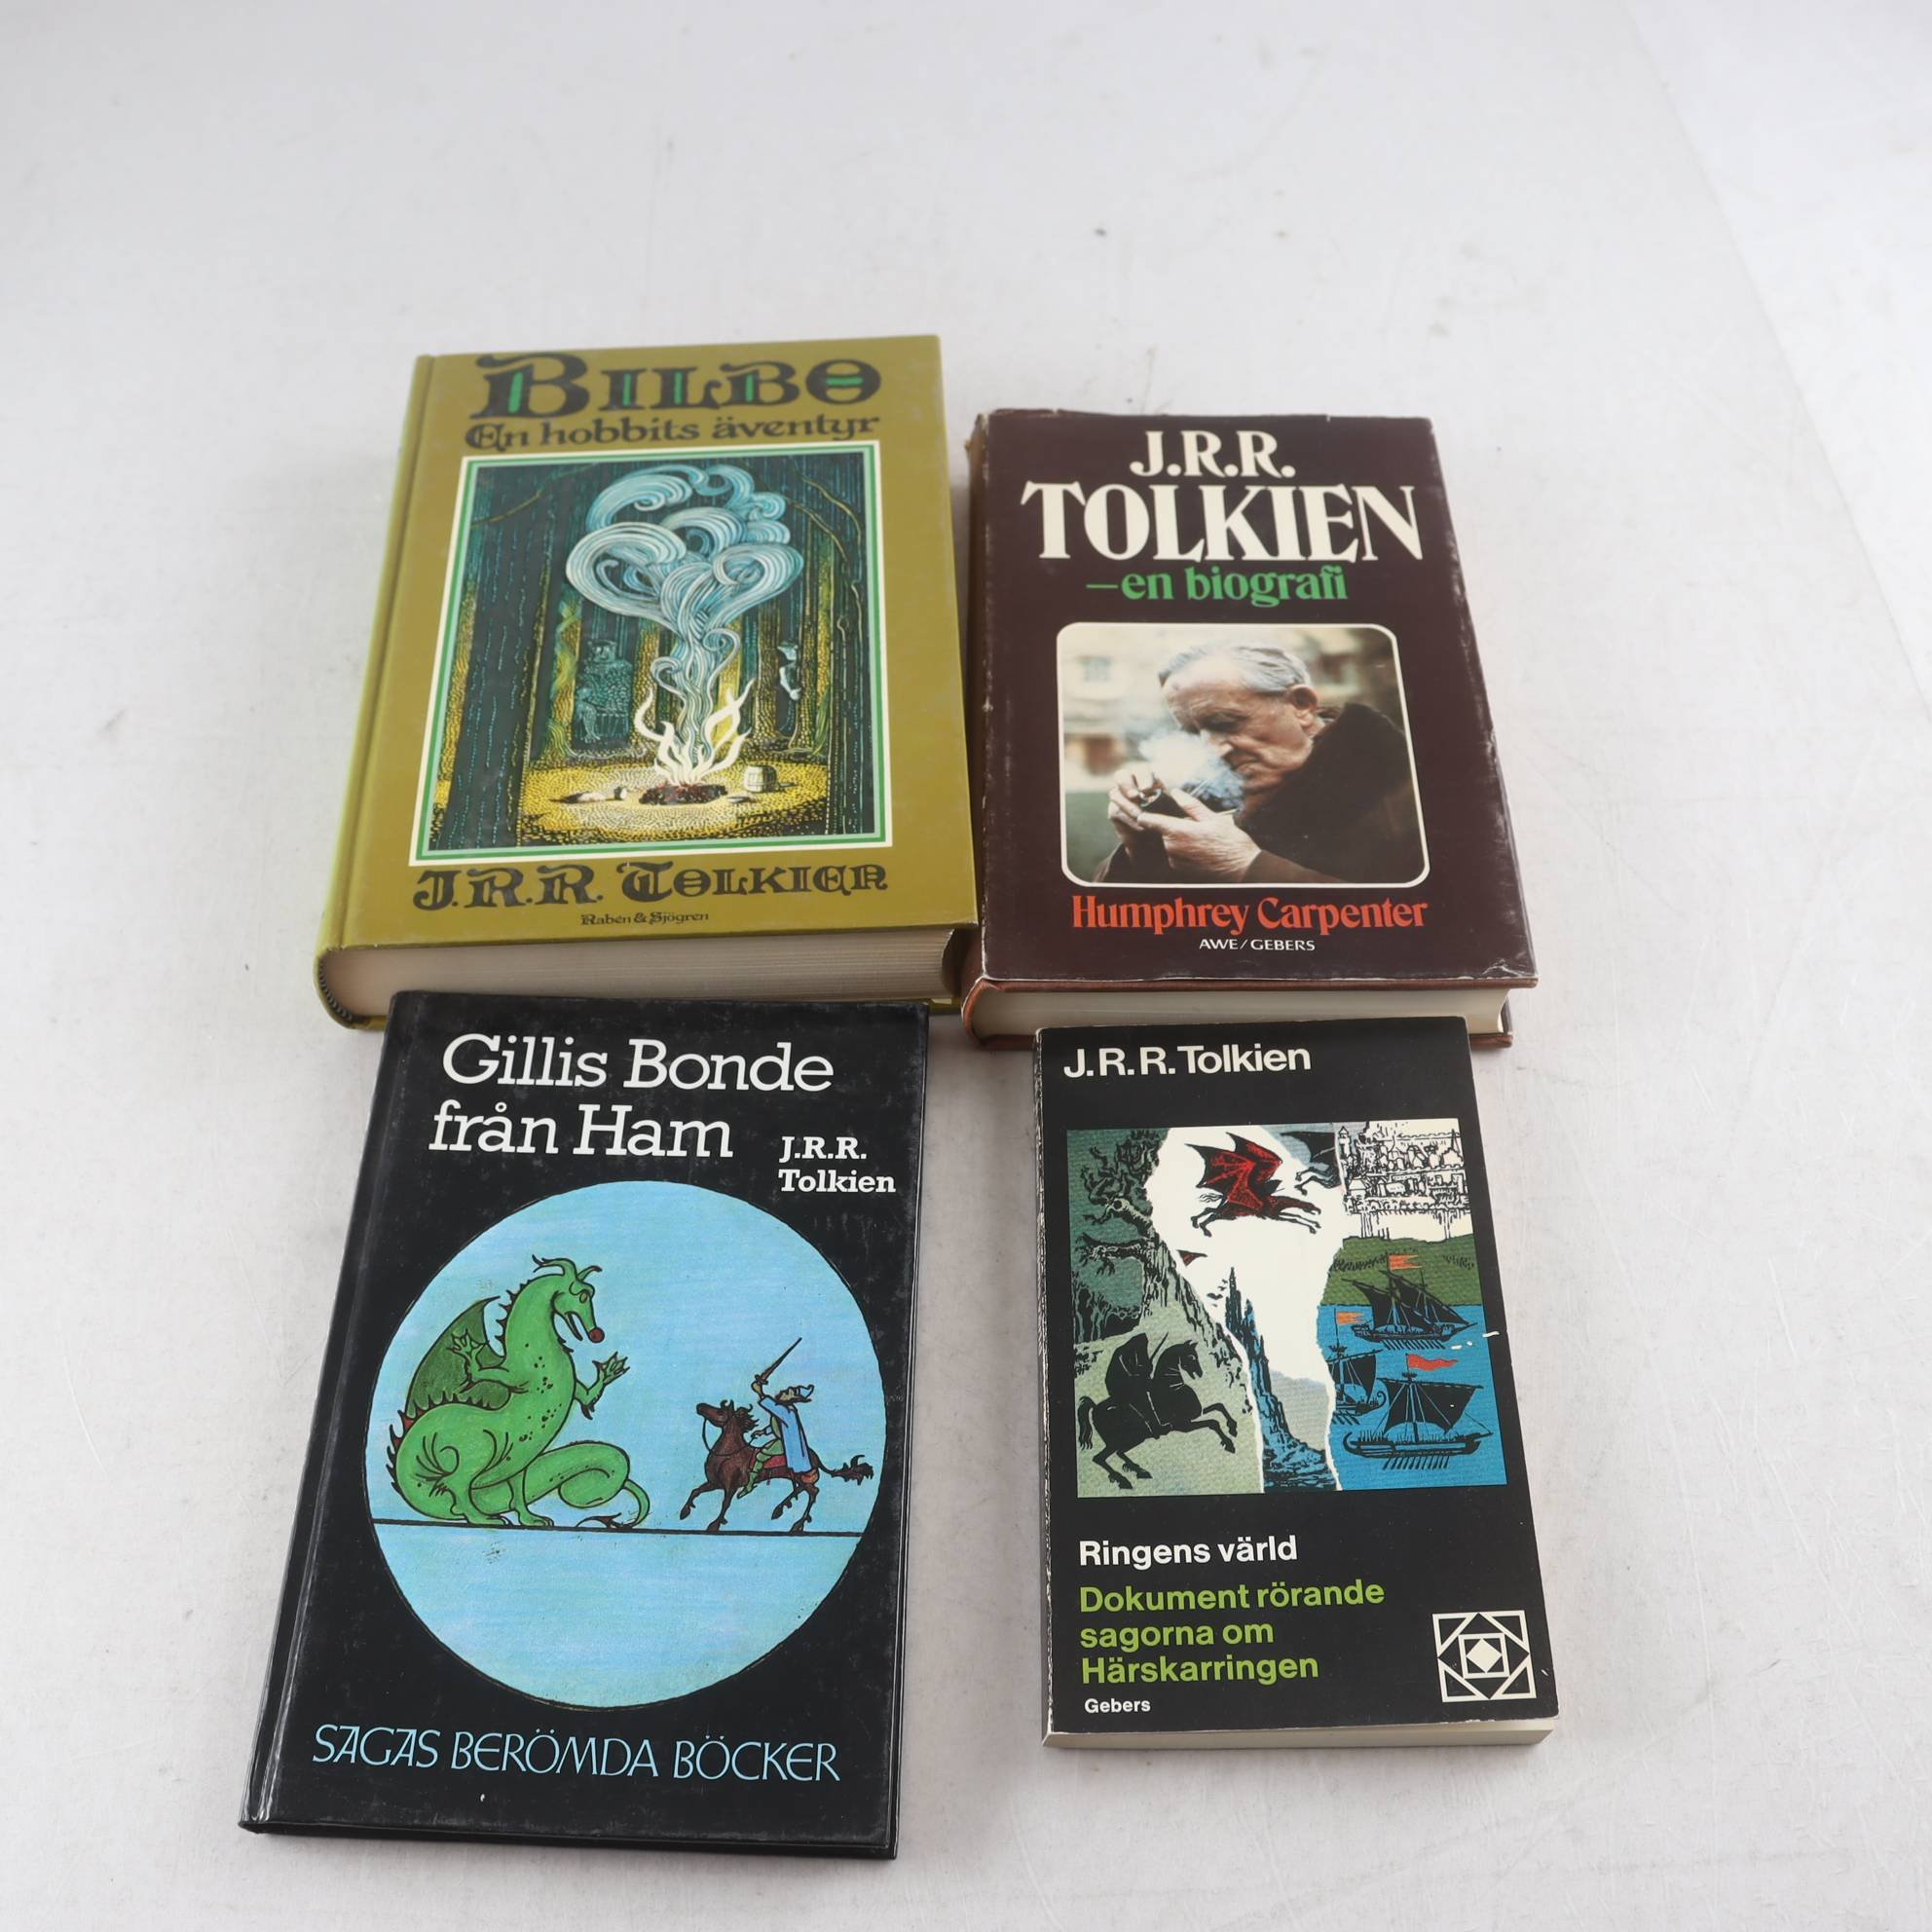 BILBO
En hobbits äventyr
J.R.R. TOLKIEN
Rabén & Sjögren
J.R.R.
TOLKIEN
–en biografi
Humphrey Carpenter
AWE/GEBERS
Gillis Bonde
från Ham
J.R.R.
Tolkien
SAGAS BERÖMDA BÖCKER
J.R.R. Tolkien
Ringens värld
Dokument rörande
sagorna om
Härskarringen
Gebers